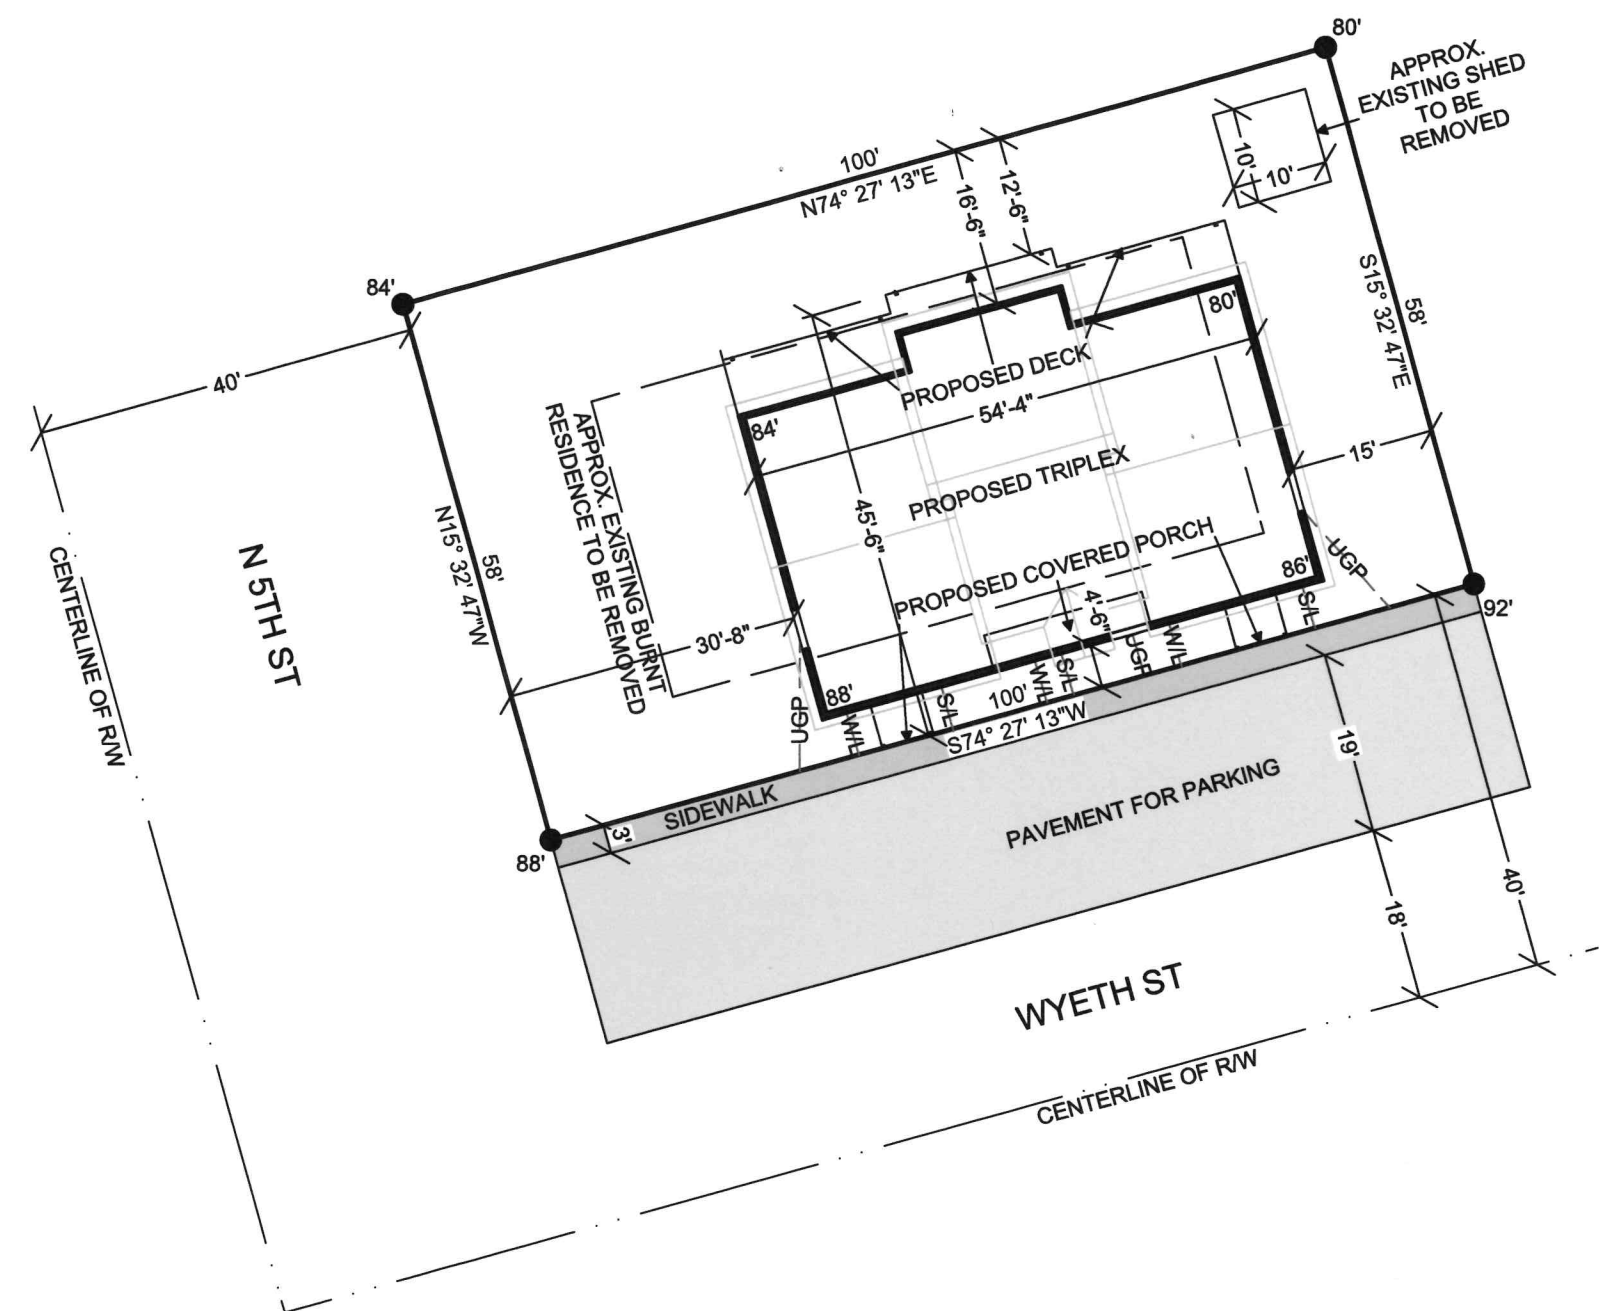 80'
APPROX.
EXISTING SHED
TO BE
REMOVED
10'
10'
100'
N74° 27' 13"E
16'-6"
12'-6"
84'
S15° 32' 47"E
58'
80'
40'
PROPOSED DECK
54'-4"
84'
APPROX. EXISTING BURNT
RESIDENCE TO BE REMOVED
15'
PROPOSED TRIPLEX
45'-6"
N 5TH ST
CENTERLINE OF R/W
N15° 32' 47"W
58'
PROPOSED COVERED PORCH
4'-6"
86'
UGP
S/L
92'
30'-8"
88'
UGP
W/L
S/L
100'
S74° 27' 13"W
W/L
S/L
UGP
W/L
19'
SIDEWALK
3'
88'
PAVEMENT FOR PARKING
18'
40'
WYETH ST
CENTERLINE OF R/W